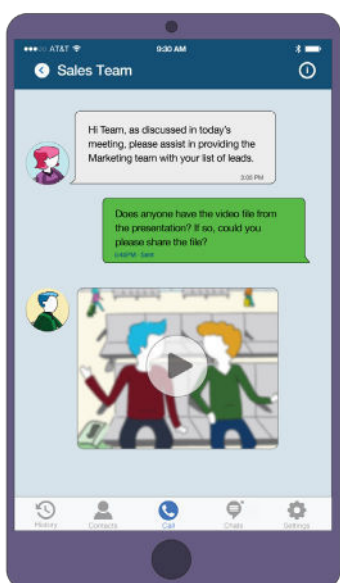 AT&T 9:30 AM
Sales Team
Hi Team, as discussed in today's
meeting, please assist in providing the
Marketing team with your list of leads.
3:00 PM
Does anyone have the video file from
the presentation? If so, could you
please share the file?
Sent
History Contacts Call Chats Settings